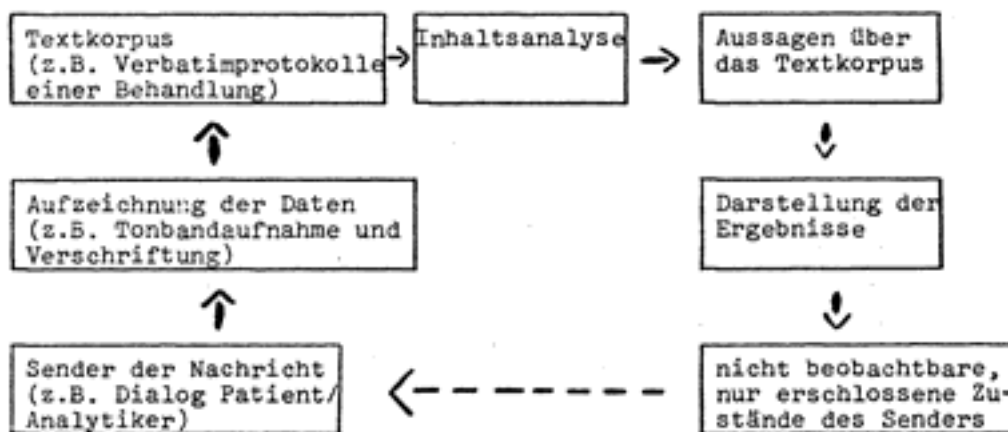 Textkorpus
(z.B. Verbatimprotokolle
einer Behandlung)
Inhaltsanalyse
Aussagen über
das Textkorpus
Aufzeichnung der Daten
(z.B. Tonbandaufnahme und
Verschriftung)
Darstellung der
Ergebnisse
Sender der Nachricht
(z.B. Dialog Patient/
Analytiker)
nicht beobachtbare,
nur erschlossene Zu-
stände des Senders